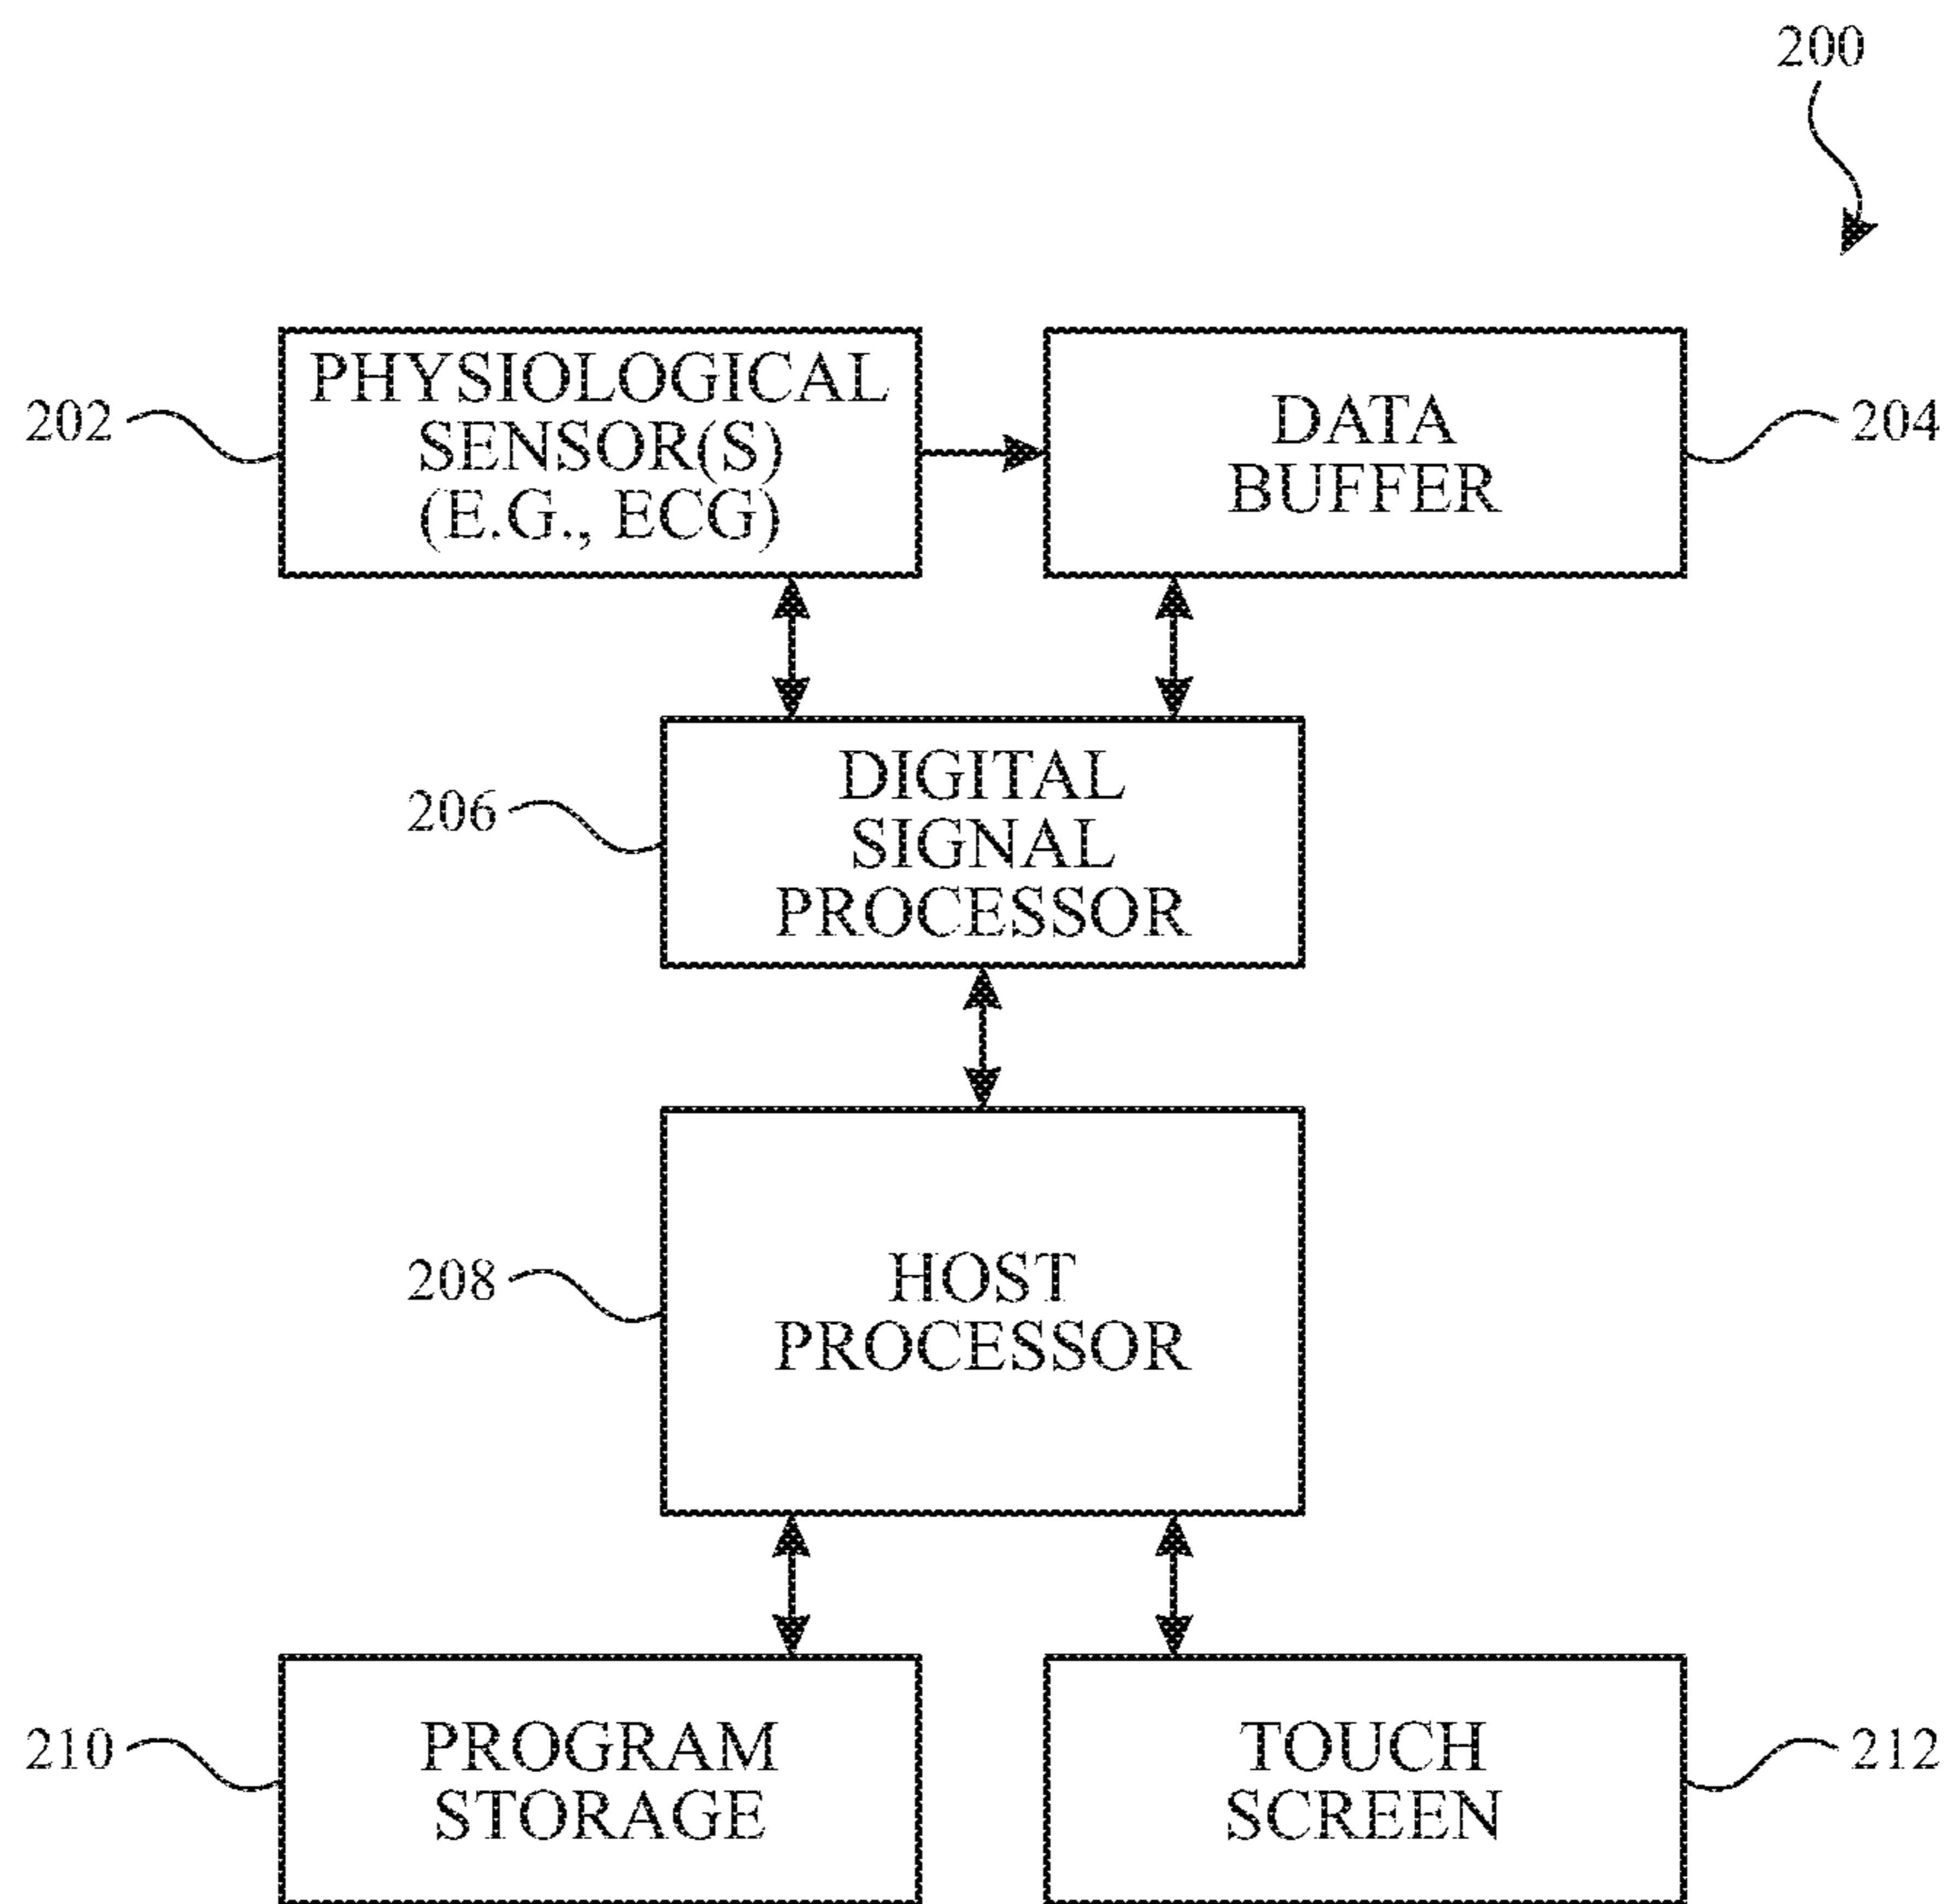 200
PHYSIOLOGICAL
SENSOR(S)
(E.G., ECG)
202
DATA
BUFFER
204
DIGITAL
SIGNAL
PROCESSOR
206
HOST
PROCESSOR
208
PROGRAM
STORAGE
210
TOUCH
SCREEN
212